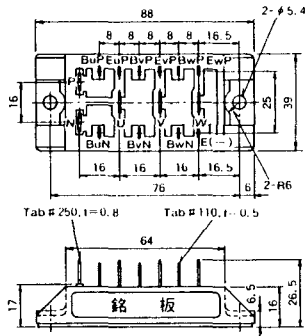 88
2-φ5.4
8 8 8 8 8 16.5
BuP EuP BvP EvP BwP EwP
P
16
25
39
N
U V W
BuN BvN BwN E(−)
16 16 16 16.5
2-R6
76 6
Tab #250, t=0.8
Tab #110, t=0.5
64
17
銘 板
6.5
16
26.5